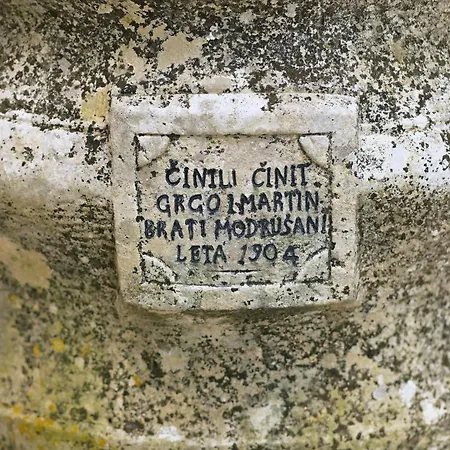 ČINILI ČINIT
GRGO I MARTIN
BRATI MODRUŠANI
LETA 1904